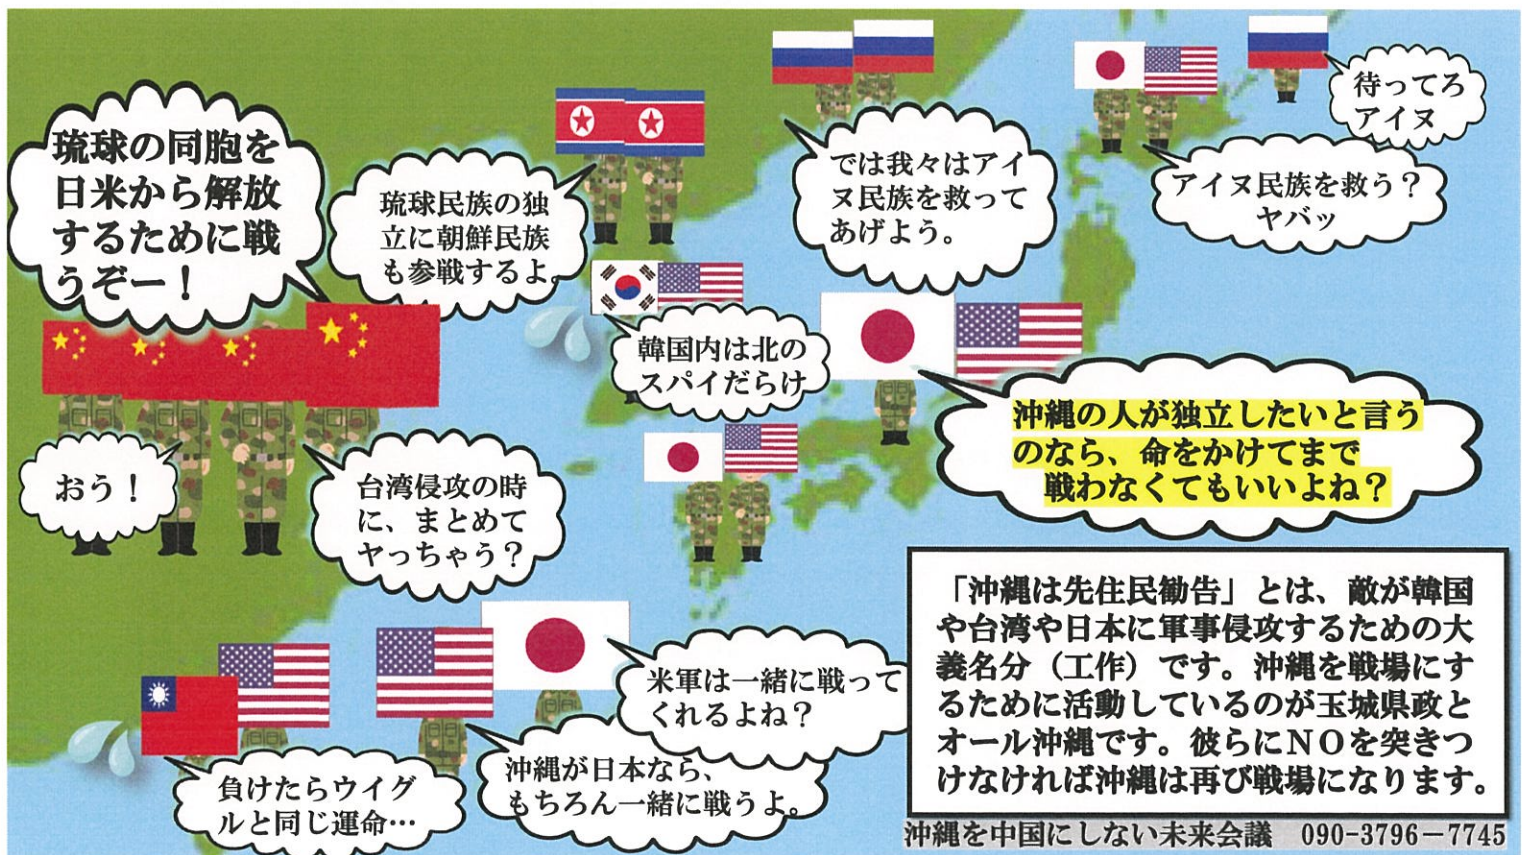 琉球の同胞を
日米から解放
するために戦
うぞー！
琉球民族の独
立に朝鮮民族
も参戦するよ。
では我々はアイ
ヌ民族を救って
あげよう。
待ってろ
アイヌ
アイヌ民族を救う？
ヤバッ
韓国内は北の
スパイだらけ
沖縄の人が独立したいと言う
のなら、命をかけてまで
戦わなくてもいいよね？
おう！
台湾侵攻の時
に、まとめて
ヤっちゃう？
米軍は一緒に戦って
くれるよね？
沖縄が日本なら、
もちろん一緒に戦うよ。
負けたらウイグ
ルと同じ運命…
「沖縄は先住民勧告」とは、敵が韓国
や台湾や日本に軍事侵攻するための大
義名分（工作）です。沖縄を戦場にす
るために活動しているのが玉城県政と
オール沖縄です。彼らにＮＯを突きつ
けなければ沖縄は再び戦場になります。
沖縄を中国にしない未来会議　090-3796－7745